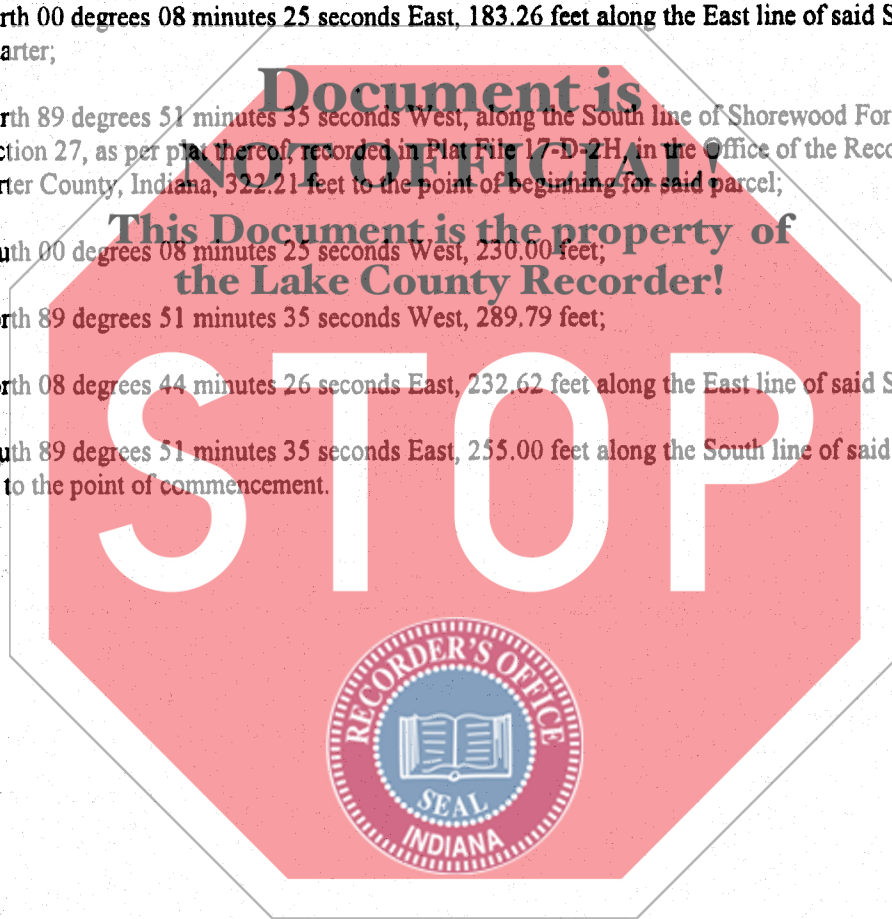 rth 00 degrees 08 minutes 25 seconds East, 183.26 feet along the East line of said S
arter;
Document is
rth 89 degrees 51 minutes 35 seconds West, along the South line of Shorewood For
ction 27, as per plat thereof, recorded in Plat File 17-D-2H, in the Office of the Reco
NOT OFFICIAL!
rter County, Indiana, 322.21 feet to the point of beginning for said parcel;
This Document is the property of
uth 00 degrees 08 minutes 25 seconds West, 230.00 feet;
the Lake County Recorder!
rth 89 degrees 51 minutes 35 seconds West, 289.79 feet;
rth 08 degrees 44 minutes 26 seconds East, 232.62 feet along the East line of said S
STOP
uth 89 degrees 51 minutes 35 seconds East, 255.00 feet along the South line of said
to the point of commencement.
RECORDER'S OFFICE
SEAL
INDIANA